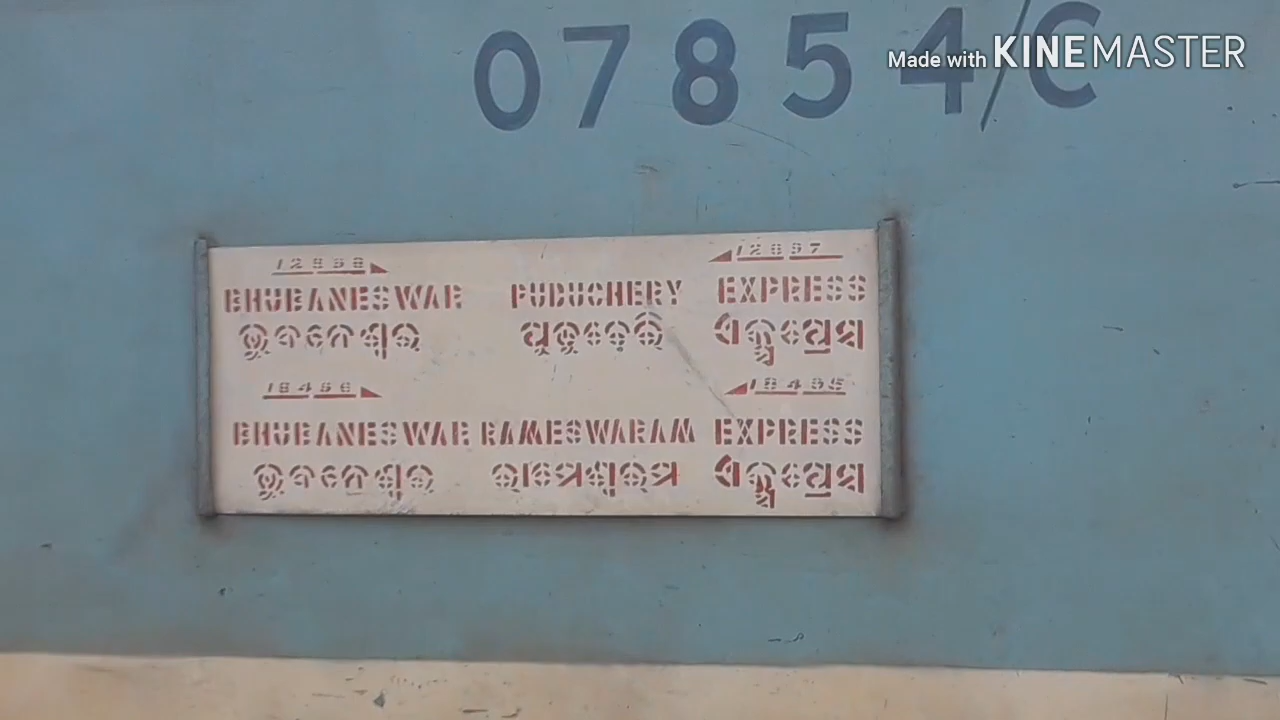 07854/C
Made with KINEMASTER
12898 12897
BHUBANESWAR PUDUCHERY EXPRESS
ଭୁବନେଶ୍ୱର ପୁଡୁଚେରି ଏକ୍ସପ୍ରେସ
18496 18495
BHUBANESWAR RAMESWARAM EXPRESS
ଭୁବନେଶ୍ୱର ରାମେଶ୍ୱରମ ଏକ୍ସପ୍ରେସ